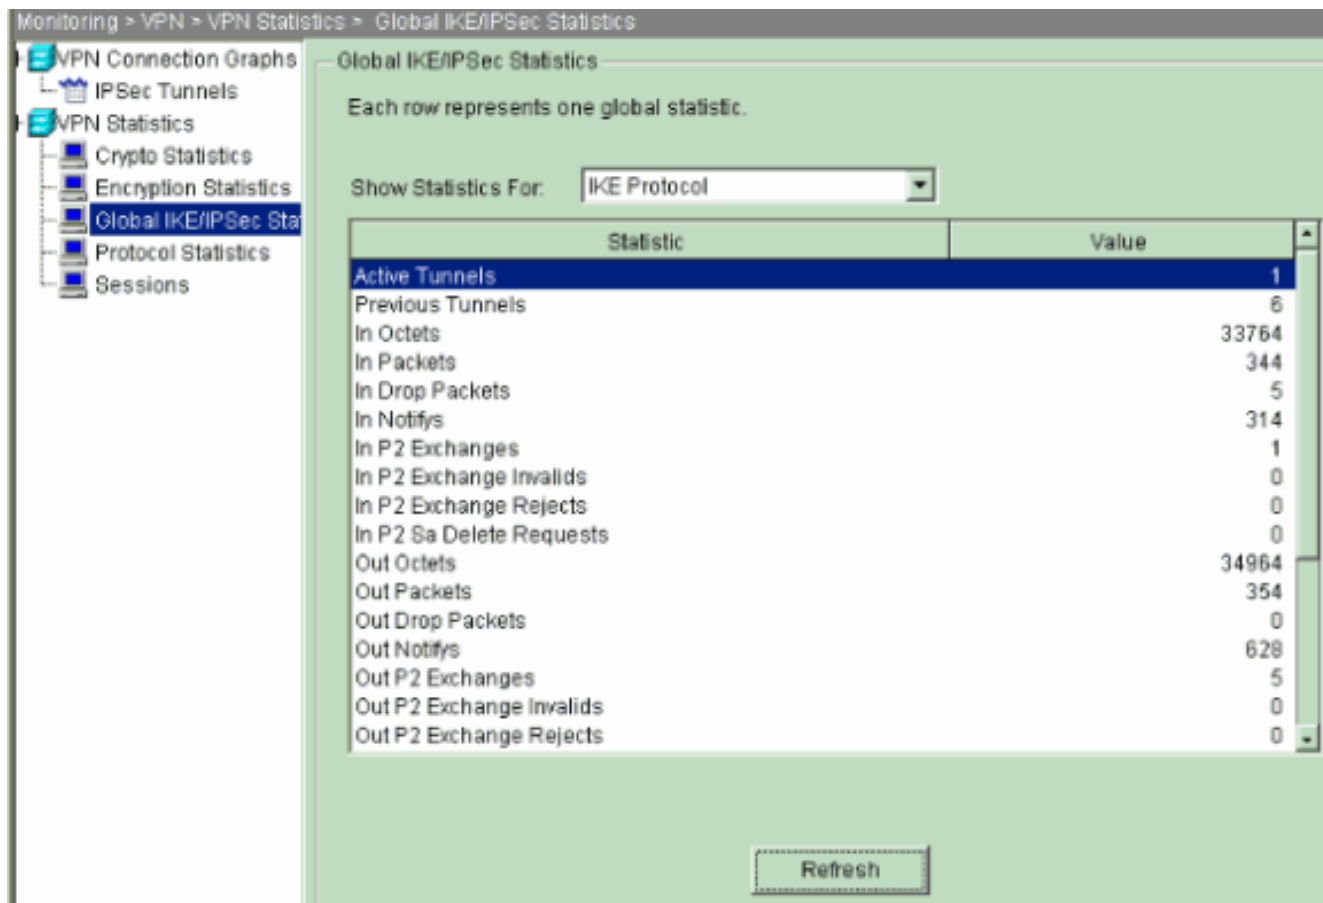 Monitoring > VPN > VPN Statistics > Global IKE/IPSec Statistics
VPN Connection Graphs
IPSec Tunnels
VPN Statistics
Crypto Statistics
Encryption Statistics
Global IKE/IPSec Sta
Protocol Statistics
Sessions
Global IKE/IPSec Statistics
Each row represents one global statistic.
Show Statistics For: IKE Protocol
Statistic Value
Active Tunnels 1
Previous Tunnels 6
In Octets 33764
In Packets 344
In Drop Packets 5
In Notifys 314
In P2 Exchanges 1
In P2 Exchange Invalids 0
In P2 Exchange Rejects 0
In P2 Sa Delete Requests 0
Out Octets 34964
Out Packets 354
Out Drop Packets 0
Out Notifys 628
Out P2 Exchanges 5
Out P2 Exchange Invalids 0
Out P2 Exchange Rejects 0
Refresh